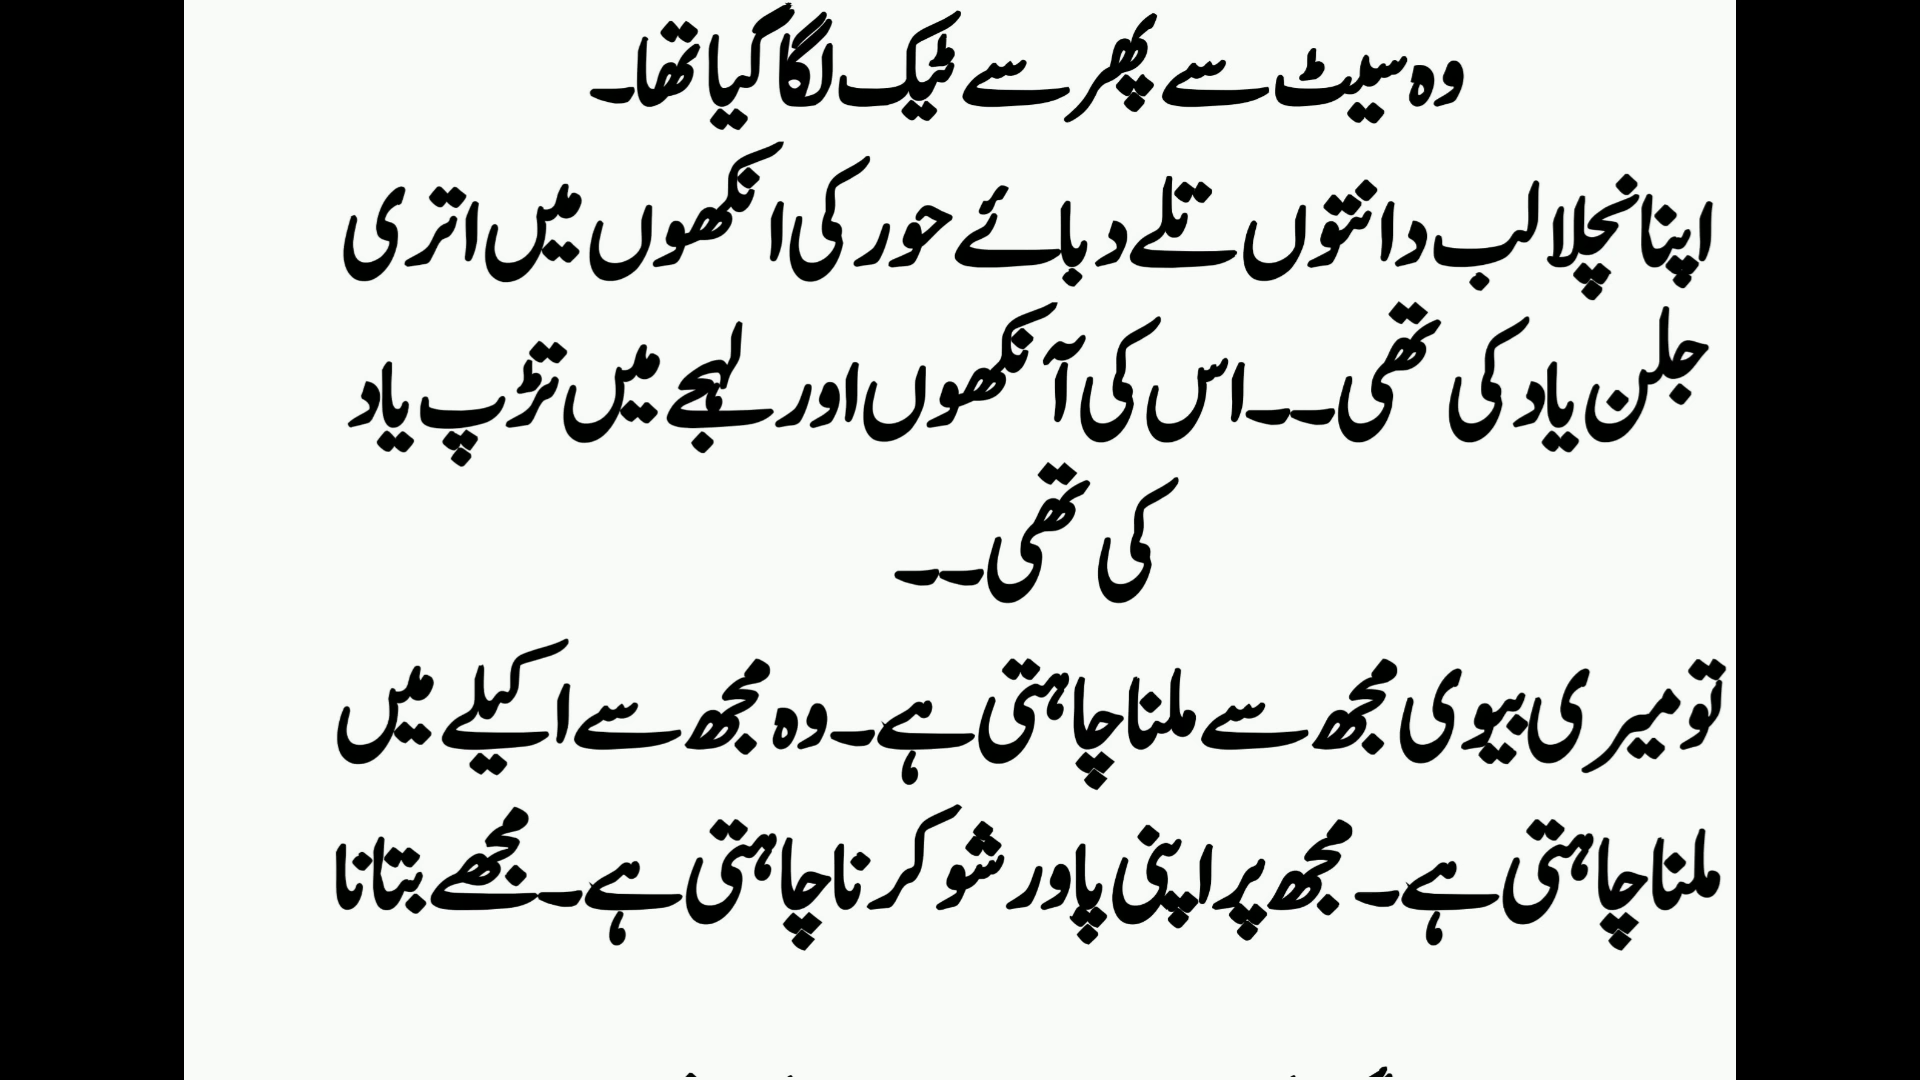 وہ سیٹ سے پھر سے ٹیک لگا گیا تھا۔
اپنا نچلا لب دانتوں تلے دبائے حور کی انکھوں میں اتری
جلن یاد کی تھی۔۔اس کی آنکھوں اور لہجے میں تڑپ یاد
کی تھی۔۔
تو میری بیوی مجھ سے ملنا چاہتی ہے۔وہ مجھ سے اکیلے میں
ملنا چاہتی ہے۔ مجھ پر اپنی پاور شو کرنا چاہتی ہے۔مجھے بتانا